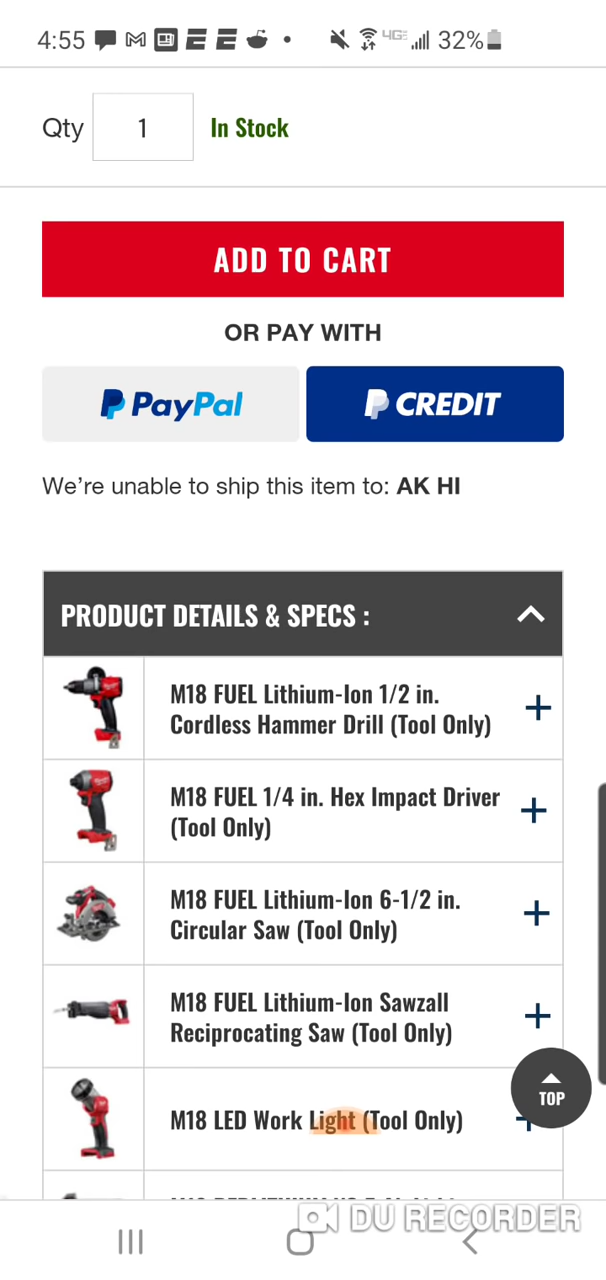 4:55 4GE 32%
Qty 1 In Stock
ADD TO CART
OR PAY WITH
PayPal CREDIT
We're unable to ship this item to: AK HI
PRODUCT DETAILS & SPECS :
M18 FUEL Lithium-Ion 1/2 in.
Cordless Hammer Drill (Tool Only)
M18 FUEL 1/4 in. Hex Impact Driver
(Tool Only)
M18 FUEL Lithium-Ion 6-1/2 in.
Circular Saw (Tool Only)
M18 FUEL Lithium-Ion Sawzall
Reciprocating Saw (Tool Only)
TOP
M18 LED Work Light (Tool Only)
DU RECORDER